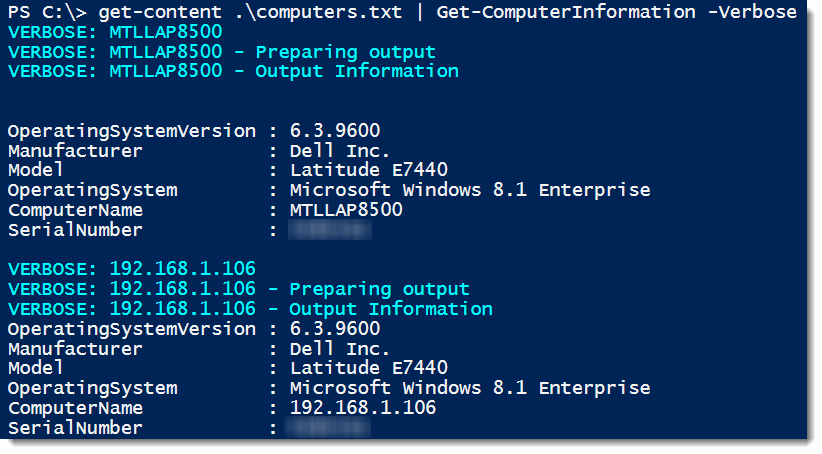 PS C:\> get-content .\computers.txt | Get-ComputerInformation -Verbose
VERBOSE: MTLLAP8500
VERBOSE: MTLLAP8500 - Preparing output
VERBOSE: MTLLAP8500 - Output Information
OperatingSystemVersion : 6.3.9600
Manufacturer           : Dell Inc.
Model                  : Latitude E7440
OperatingSystem        : Microsoft Windows 8.1 Enterprise
ComputerName           : MTLLAP8500
SerialNumber           :
VERBOSE: 192.168.1.106
VERBOSE: 192.168.1.106 - Preparing output
VERBOSE: 192.168.1.106 - Output Information
OperatingSystemVersion : 6.3.9600
Manufacturer           : Dell Inc.
Model                  : Latitude E7440
OperatingSystem        : Microsoft Windows 8.1 Enterprise
ComputerName           : 192.168.1.106
SerialNumber           :